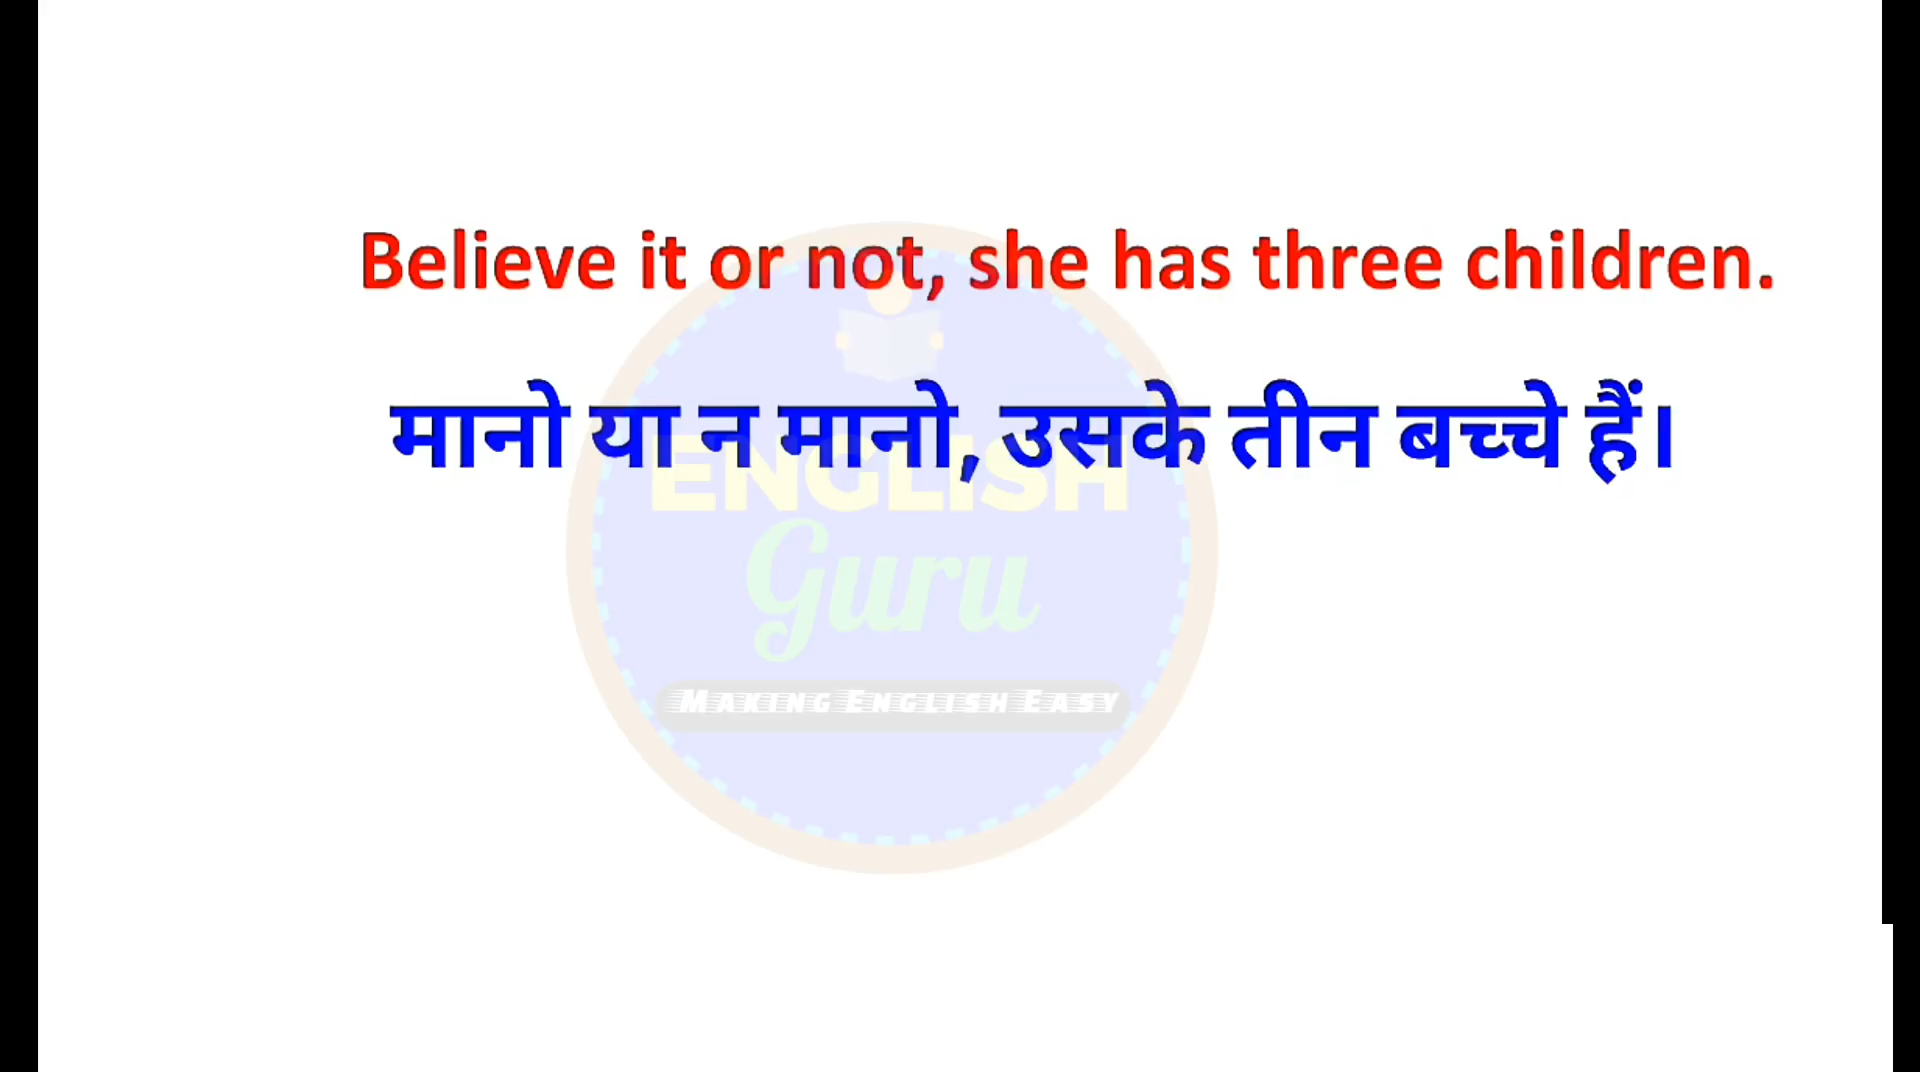 Believe it or not, she has three children.
मानो या न मानो, उसके तीन बच्चे हैं।
ENGLISH
Guru
MAKING ENGLISH EASY